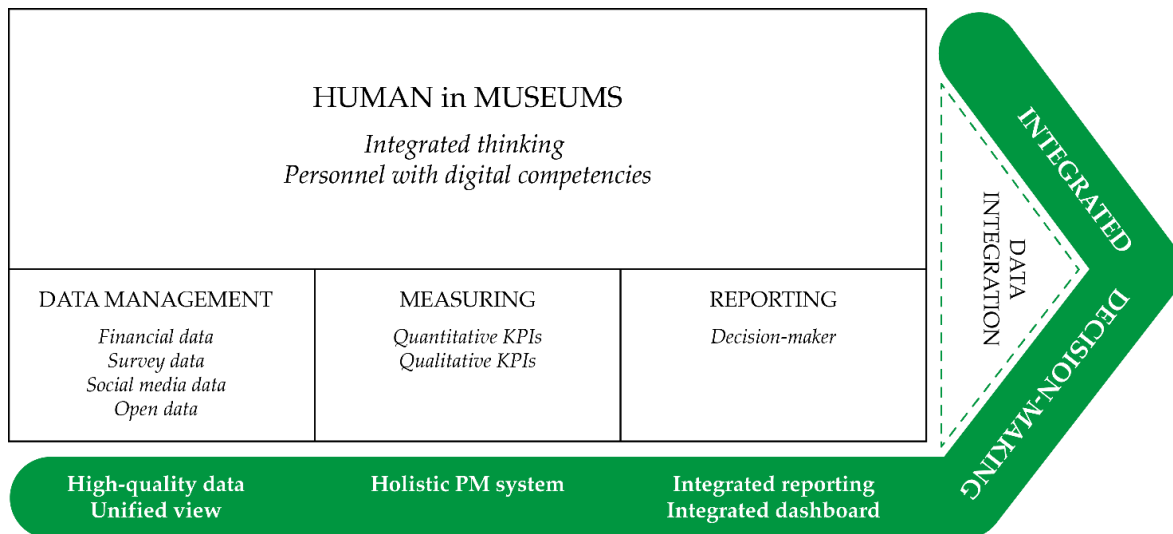 HUMAN in MUSEUMS
Integrated thinking
Personnel with digital competencies
DATA MANAGEMENT
Financial data
Survey data
Social media data
Open data
MEASURING
Quantitative KPIs
Qualitative KPIs
REPORTING
Decision-maker
High-quality data
Unified view
Holistic PM system
Integrated reporting
Integrated dashboard
DATA
INTEGRATION
INTEGRATED
DECISION-MAKING